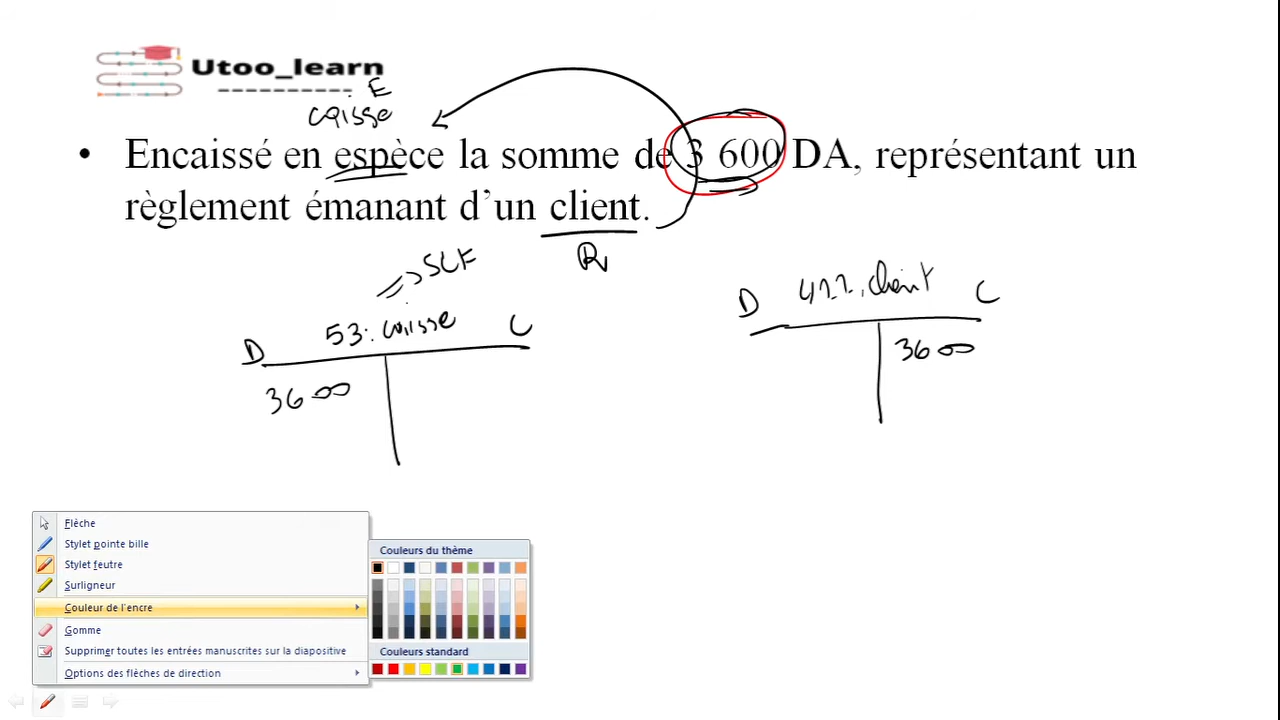 Utoo_learn
E
caisse
• Encaissé en espèce la somme de 3 600 DA, représentant un
règlement émanant d'un client.
R
=> SCF
D 53: caisse C
3600
D 411, client C
3600
Flèche
Stylet pointe bille
Stylet feutre
Surligneur
Couleur de l'encre
Gomme
Supprimer toutes les entrées manuscrites sur la diapositive
Options des flèches de direction
Couleurs du thème
Couleurs standard